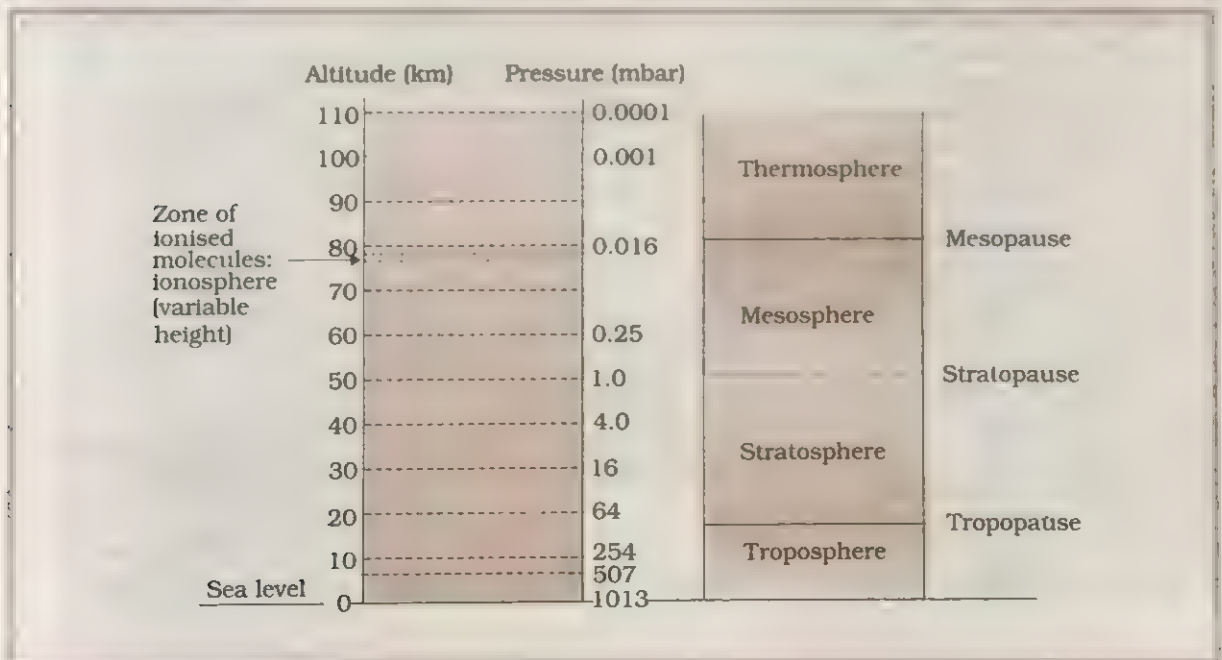 Altitude (km) Pressure (mbar)
110 0.0001
100 0.001
90
80 0.016
70
60 0.25
50 1.0
40 4.0
30 16
20 64
10 254
507
0 1013
Sea level
Zone of
ionised
molecules:
ionosphere
(variable
height)
Thermosphere
Mesopause
Mesosphere
Stratopause
Stratosphere
Tropopause
Troposphere